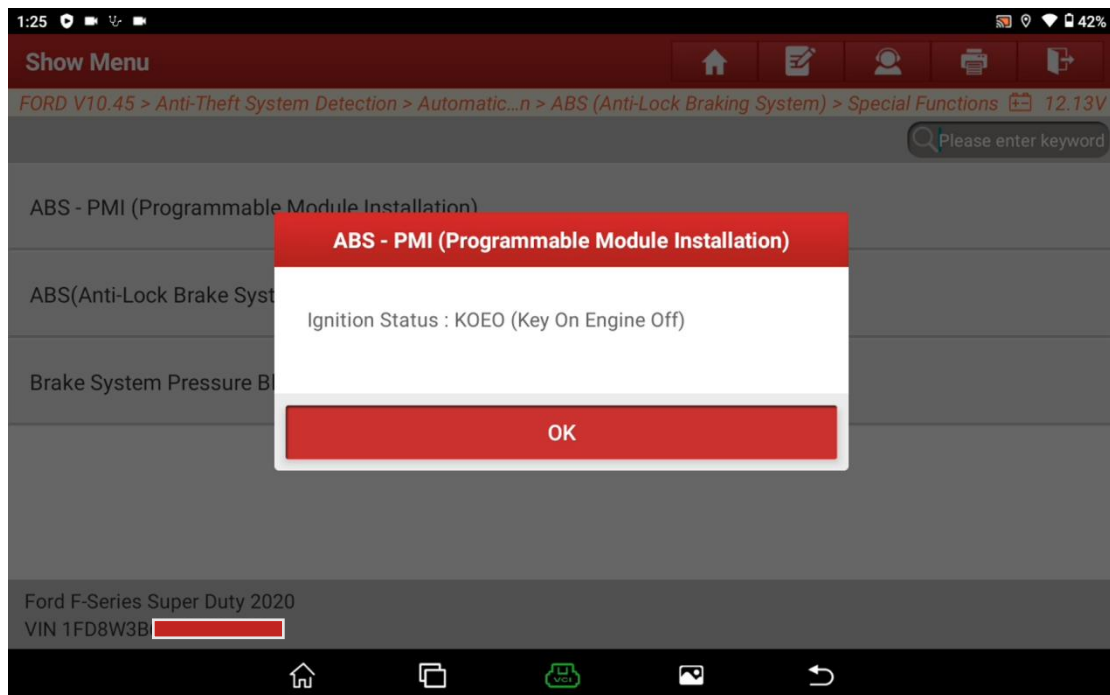 1:25
42%
Show Menu
FORD V10.45 > Anti-Theft System Detection > Automatic...n > ABS (Anti-Lock Braking System) > Special Functions 12.13V
Please enter keyword
ABS - PMI (Programmable Module Installation)
ABS - PMI (Programmable Module Installation)
ABS(Anti-Lock Brake Syst
Ignition Status : KOEO (Key On Engine Off)
Brake System Pressure Bl
OK
Ford F-Series Super Duty 2020
VIN 1FD8W3B
VCI